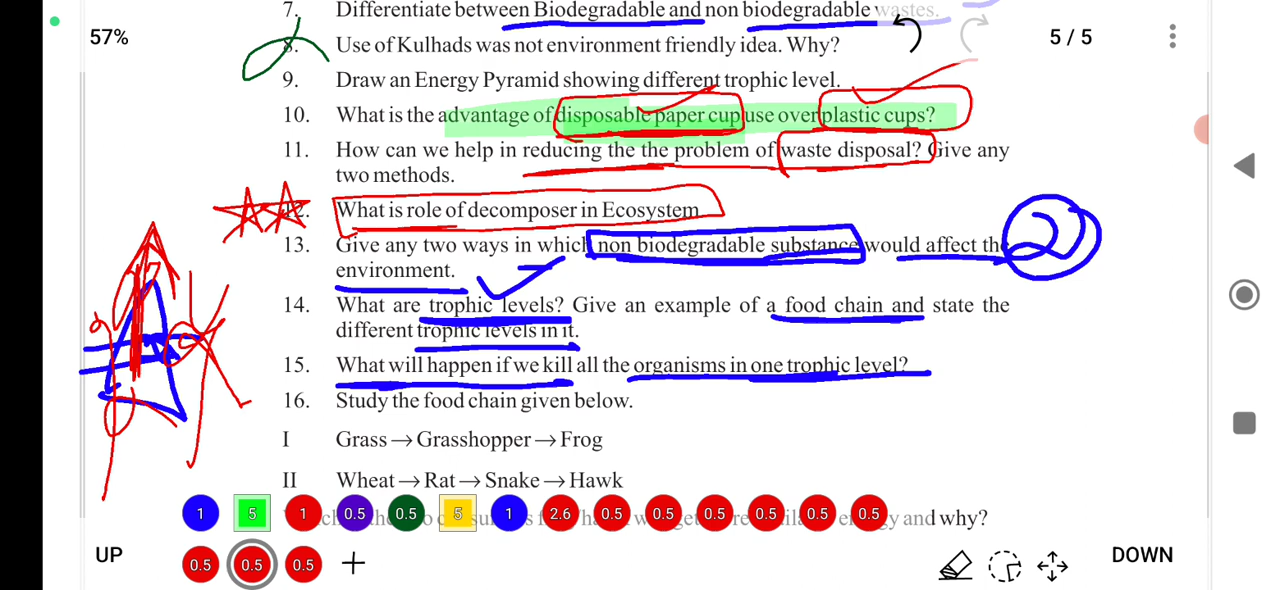 7. Differentiate between Biodegradable and non biodegradable wastes.
57%
5 / 5
8. Use of Kulhads was not environment friendly idea. Why?
9. Draw an Energy Pyramid showing different trophic level.
10. What is the advantage of disposable paper cup use over plastic cups?
11. How can we help in reducing the the problem of waste disposal? Give any
two methods.
12. What is role of decomposer in Ecosystem
13. Give any two ways in which non biodegradable substance would affect the
environment.
14. What are trophic levels? Give an example of a food chain and state the
different trophic levels in it.
15. What will happen if we kill all the organisms in one trophic level?
16. Study the food chain given below.
I Grass → Grasshopper → Frog
II Wheat → Rat → Snake → Hawk
and why?
1 5 1 0.5 0.5 5 1 2.6 0.5 0.5 0.5 0.5 0.5 0.5
UP 0.5 0.5 0.5 + DOWN